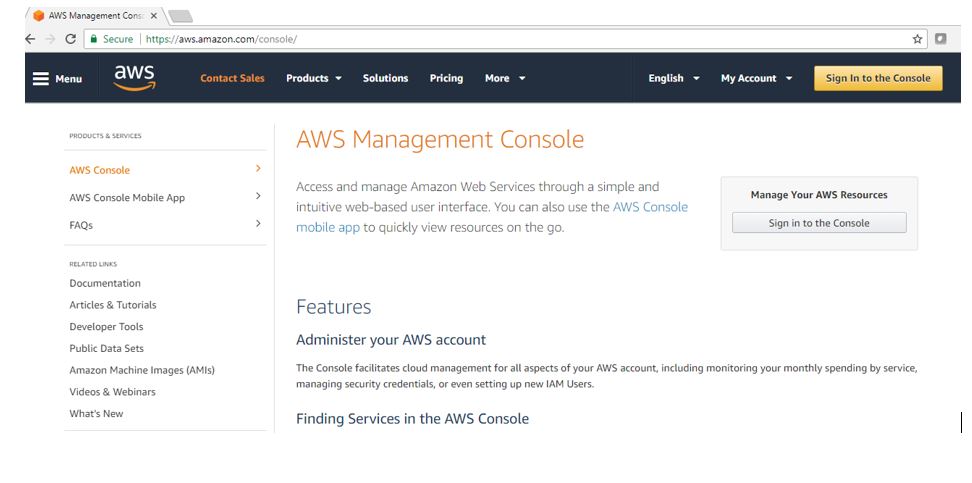 AWS Management Conso
Secure https://aws.amazon.com/console/
Menu aws Contact Sales Products Solutions Pricing More English My Account Sign In to the Console
PRODUCTS & SERVICES
AWS Console
AWS Console Mobile App
FAQs
RELATED LINKS
Documentation
Articles & Tutorials
Developer Tools
Public Data Sets
Amazon Machine Images (AMIs)
Videos & Webinars
What's New
AWS Management Console
Access and manage Amazon Web Services through a simple and
intuitive web-based user interface. You can also use the AWS Console
mobile app to quickly view resources on the go.
Manage Your AWS Resources
Sign in to the Console
Features
Administer your AWS account
The Console facilitates cloud management for all aspects of your AWS account, including monitoring your monthly spending by service,
managing security credentials, or even setting up new IAM Users.
Finding Services in the AWS Console